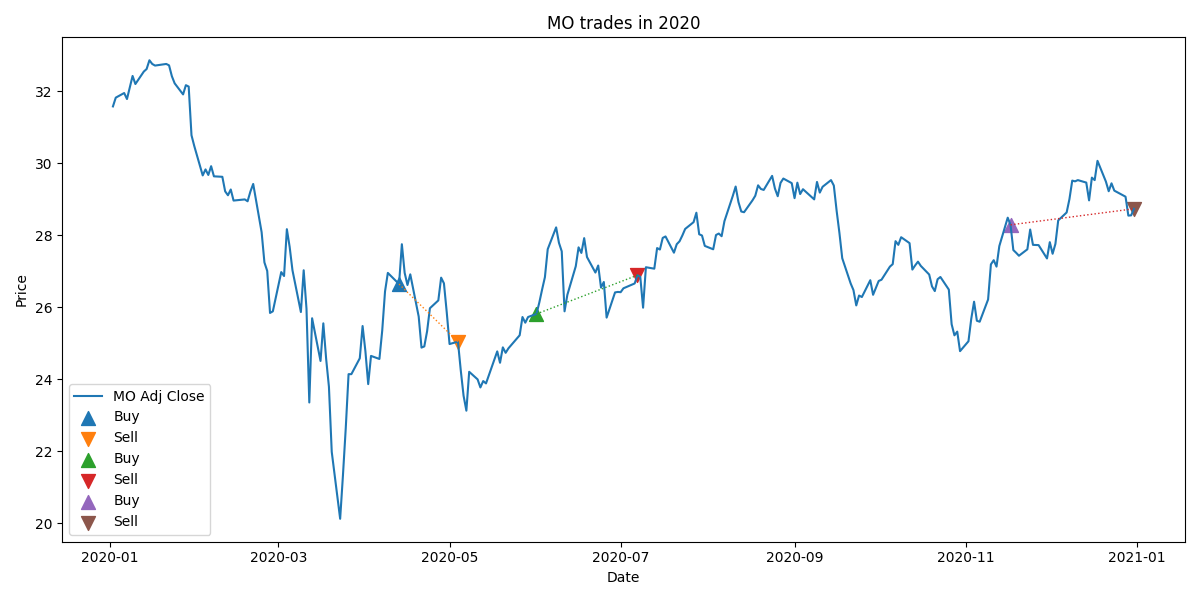 MO trades in 2020
Price
32
30
28
26
24
22
20
MO Adj Close
Buy
Sell
Buy
Sell
Buy
Sell
2020-01 2020-03 2020-05 2020-07 2020-09 2020-11 2021-01
Date